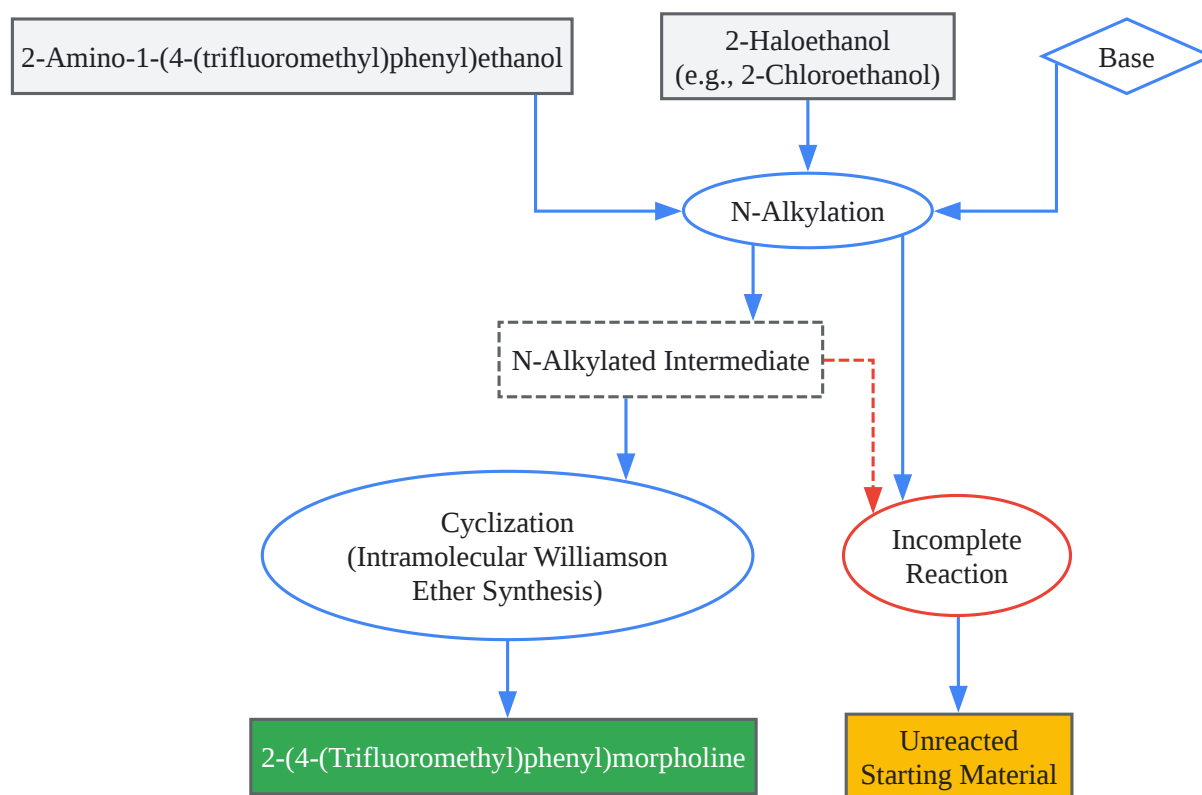 2-Amino-1-(4-(trifluoromethyl)phenyl)ethanol
2-Haloethanol
(e.g., 2-Chloroethanol)
Base
N-Alkylation
N-Alkylated Intermediate
Cyclization
(Intramolecular Williamson
Ether Synthesis)
Incomplete
Reaction
2-(4-(Trifluoromethyl)phenyl)morpholine
Unreacted
Starting Material